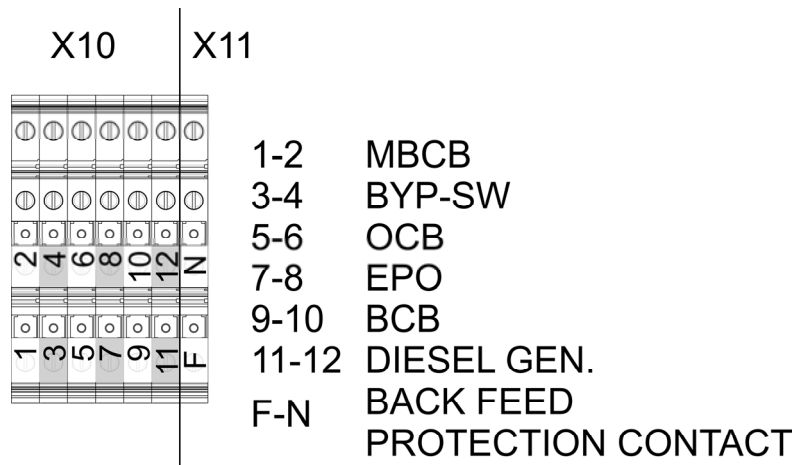 X10 X11
2 4 6 8 10 12 N
1 3 5 7 9 11 F
1-2 MBCB
3-4 BYP-SW
5-6 OCB
7-8 EPO
9-10 BCB
11-12 DIESEL GEN.
F-N BACK FEED
PROTECTION CONTACT